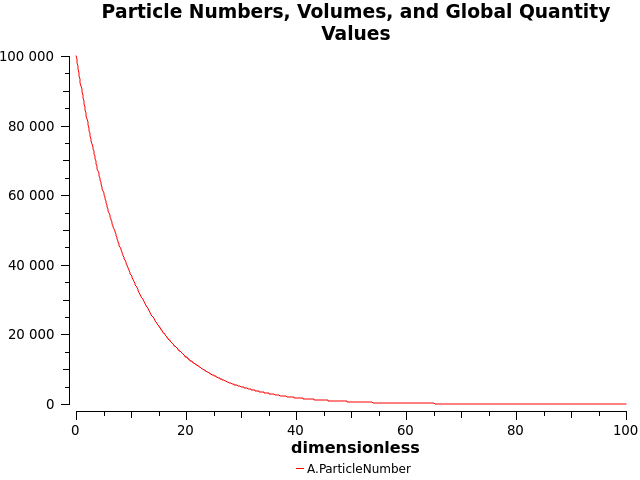 Particle Numbers, Volumes, and Global Quantity
Values
100 000
80 000
60 000
40 000
20 000
0
0 20 40 60 80 100
dimensionless
A.ParticleNumber